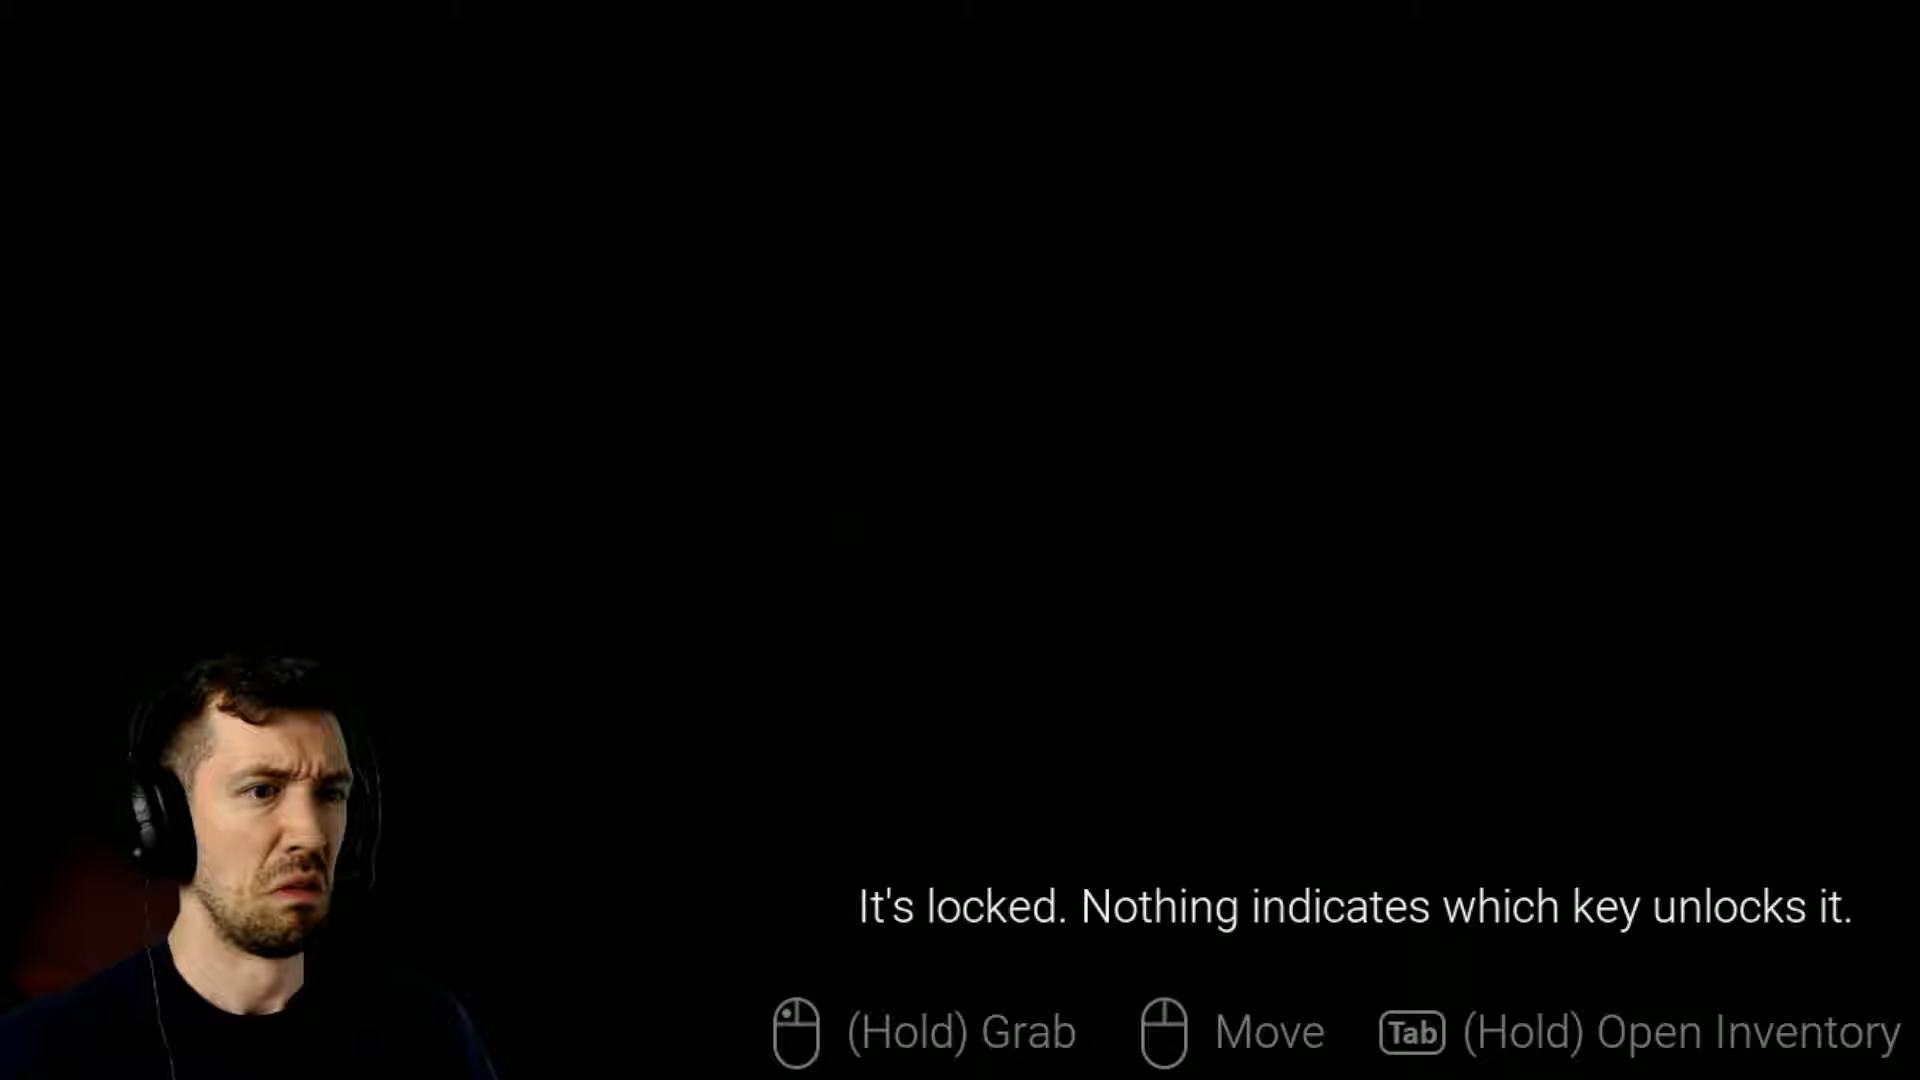 It's locked. Nothing indicates which key unlocks it.
(Hold) Grab Move Tab (Hold) Open Inventory